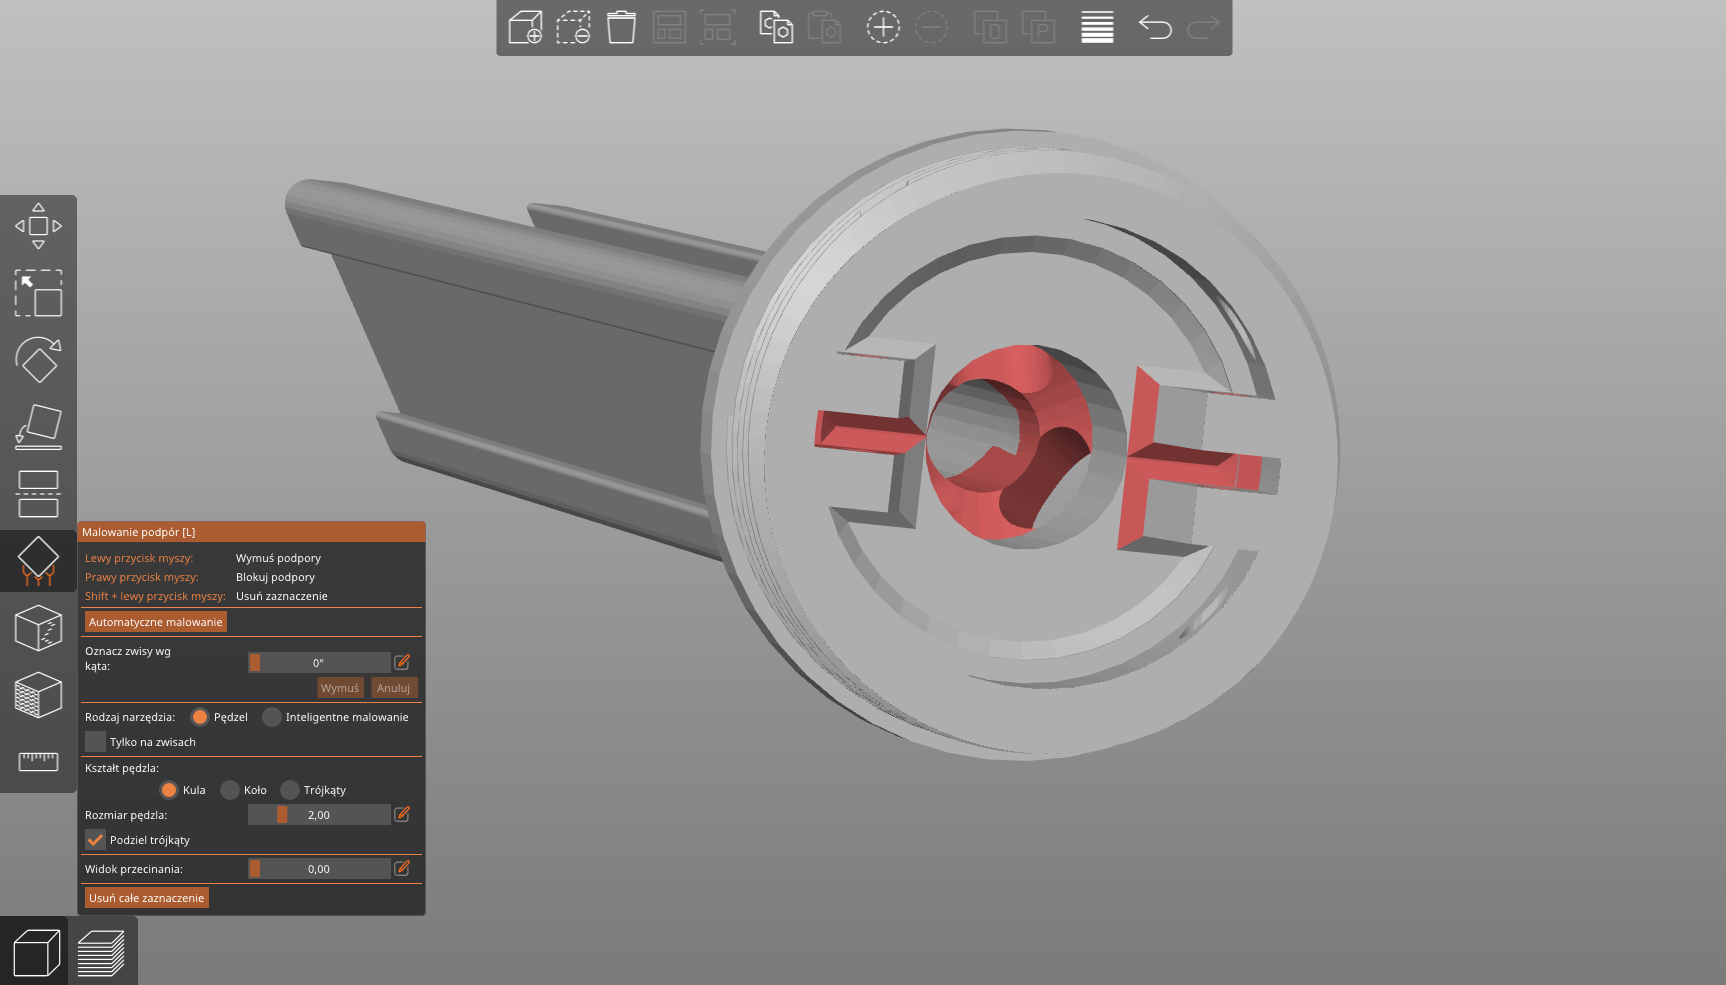 Malowanie podpór [L]
Lewy przycisk myszy: Wymuś podpory
Prawy przycisk myszy: Blokuj podpory
Shift + lewy przycisk myszy: Usuń zaznaczenie
Automatyczne malowanie
Oznacz zwisy wg
kąta:
0°
Wymuś Anuluj
Rodzaj narzędzia: Pędzel Inteligentne malowanie
Tylko na zwisach
Kształt pędzla:
Kula Koło Trójkąty
Rozmiar pędzla: 2,00
Podziel trójkąty
Widok przecinania: 0,00
Usuń całe zaznaczenie